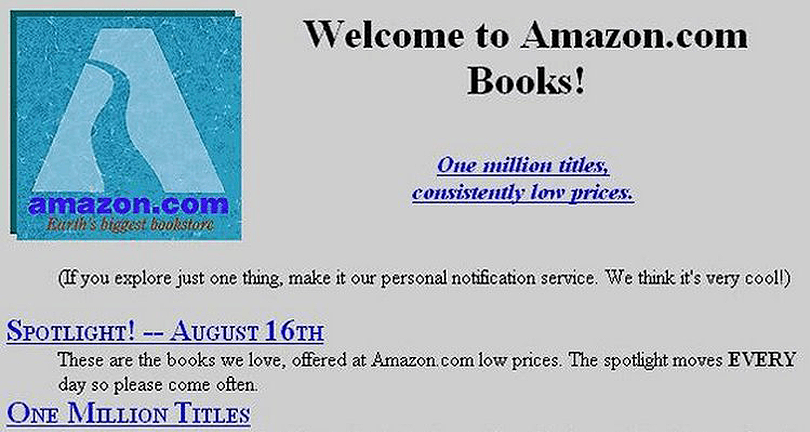 amazon.com
Earth's biggest bookstore
Welcome to Amazon.com
Books!
One million titles,
consistently low prices.
(If you explore just one thing, make it our personal notification service. We think it's very cool!)
SPOTLIGHT! -- AUGUST 16TH
These are the books we love, offered at Amazon.com low prices. The spotlight moves EVERY
day so please come often.
ONE MILLION TITLES